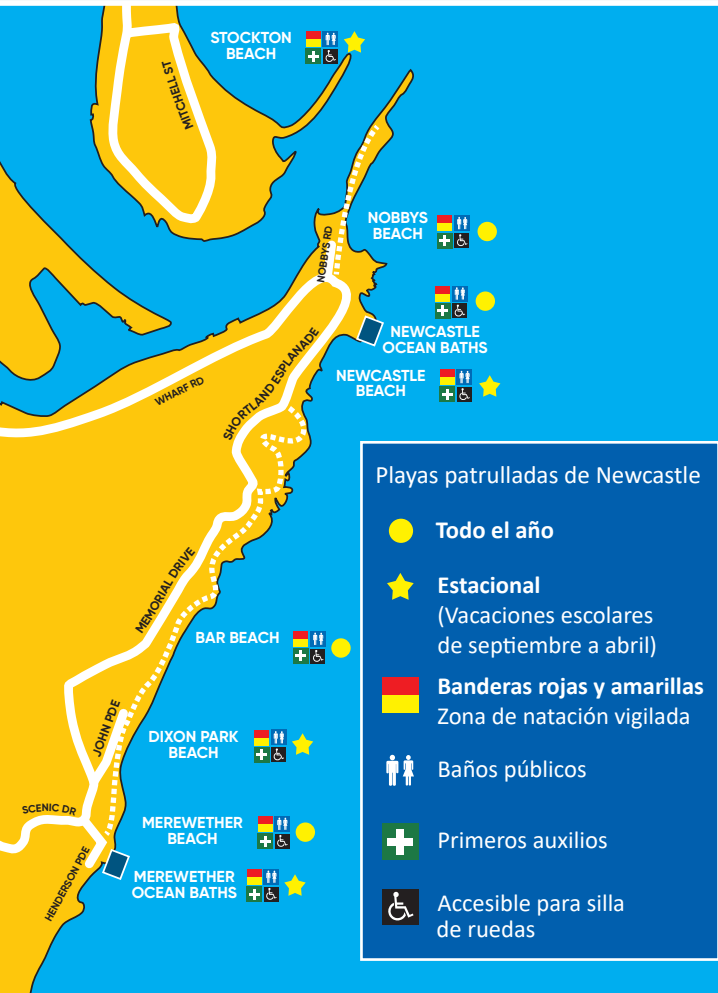 STOCKTON
BEACH
MITCHELL ST
NOBBYS
BEACH
NOBBYS RD
NEWCASTLE
OCEAN BATHS
SHORTLAND ESPLANADE
WHARF RD
NEWCASTLE
BEACH
MEMORIAL DRIVE
BAR BEACH
JOHN PDE
DIXON PARK
BEACH
SCENIC DR
MEREWETHER
BEACH
HENDERSON PDE
MEREWETHER
OCEAN BATHS
Playas patrulladas de Newcastle
Todo el año
Estacional
(Vacaciones escolares
de septiembre a abril)
Banderas rojas y amarillas
Zona de natación vigilada
Baños públicos
Primeros auxilios
Accesible para silla
de ruedas